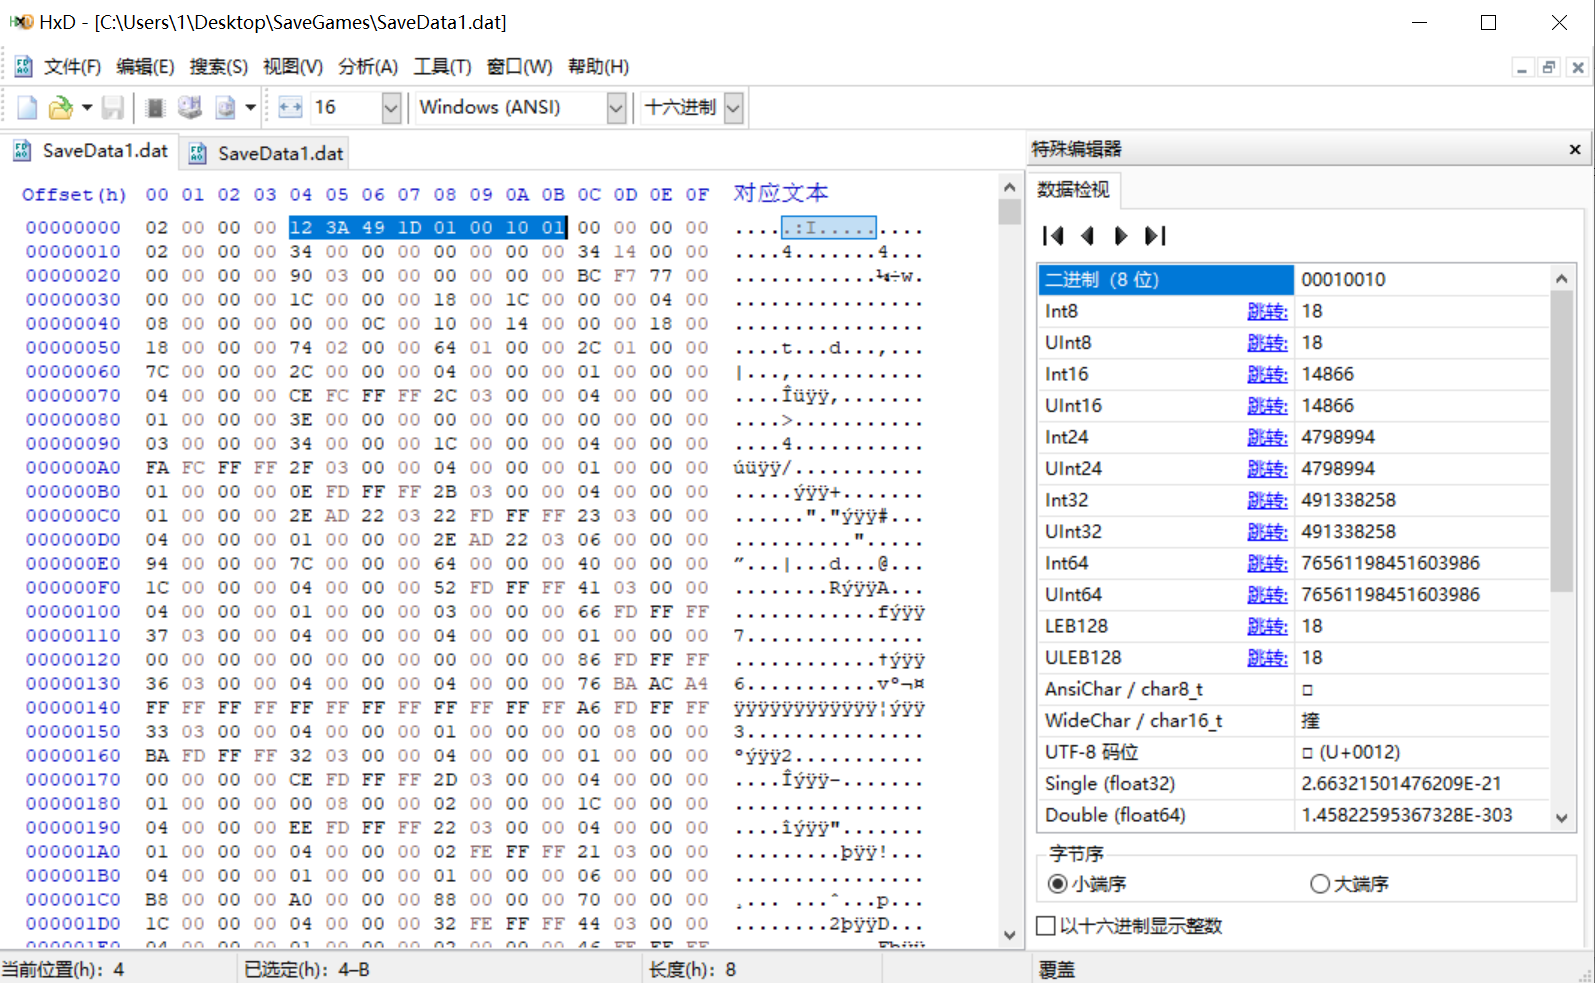 HxD - [C:\Users\1\Desktop\SaveGames\SaveData1.dat]
文件(F) 编辑(E) 搜索(S) 视图(V) 分析(A) 工具(T) 窗口(W) 帮助(H)
16 Windows (ANSI) 十六进制
SaveData1.dat SaveData1.dat
Offset(h) 00 01 02 03 04 05 06 07 08 09 0A 0B 0C 0D 0E 0F 对应文本
00000000 02 00 00 00 12 3A 49 1D 01 00 10 01 00 00 00 00 .....:I.........
00000010 02 00 00 00 34 00 00 00 00 00 00 00 34 14 00 00 ....4.......4...
00000020 00 00 00 00 90 03 00 00 00 00 00 00 BC F7 77 00 ............¼÷w.
00000030 00 00 00 00 1C 00 00 00 18 00 1C 00 00 00 04 00 ................
00000040 08 00 00 00 00 00 0C 00 10 00 14 00 00 00 18 00 ................
00000050 18 00 00 00 74 02 00 00 64 01 00 00 2C 01 00 00 ....t...d...,...
00000060 7C 00 00 00 2C 00 00 00 04 00 00 00 01 00 00 00 |...,...........
00000070 04 00 00 00 CE FC FF FF 2C 03 00 00 04 00 00 00 ....Îüÿÿ,.......
00000080 01 00 00 00 3E 00 00 00 00 00 00 00 00 00 00 00 ....>...........
00000090 03 00 00 00 34 00 00 00 1C 00 00 00 04 00 00 00 ....4...........
000000A0 FA FC FF FF 2F 03 00 00 04 00 00 00 01 00 00 00 úüÿÿ/...........
000000B0 01 00 00 00 0E FD FF FF 2B 03 00 00 04 00 00 00 .....ýÿÿ+.......
000000C0 01 00 00 00 2E AD 22 03 22 FD FF FF 23 03 00 00 ......"."ýÿÿ#...
000000D0 04 00 00 00 01 00 00 00 2E AD 22 03 06 00 00 00 ..........".....
000000E0 94 00 00 00 7C 00 00 00 64 00 00 00 40 00 00 00 ”...|...d...@...
000000F0 1C 00 00 00 04 00 00 00 52 FD FF FF 41 03 00 00 ........RýÿÿA...
00000100 04 00 00 00 01 00 00 00 03 00 00 00 66 FD FF FF ............fýÿÿ
00000110 37 03 00 00 04 00 00 00 04 00 00 00 01 00 00 00 7...............
00000120 00 00 00 00 00 00 00 00 00 00 00 00 86 FD FF FF ............†ýÿÿ
00000130 36 03 00 00 04 00 00 00 04 00 00 00 76 BA AC A4 6...........vº¬¤
00000140 FF FF FF FF FF FF FF FF FF FF FF FF A6 FD FF FF ÿÿÿÿÿÿÿÿÿÿÿÿ¦ýÿÿ
00000150 33 03 00 00 04 00 00 00 01 00 00 00 00 00 08 00 3...............
00000160 BA FD FF FF 32 03 00 00 04 00 00 00 01 00 00 00 ºýÿÿ2...........
00000170 00 00 00 00 CE FD FF FF 2D 03 00 00 04 00 00 00 ....Îýÿÿ-.......
00000180 01 00 00 00 00 08 00 00 02 00 00 00 1C 00 00 00 ................
00000190 04 00 00 00 EE FD FF FF 22 03 00 00 04 00 00 00 ....îýÿÿ".......
000001A0 01 00 00 00 04 00 00 00 02 FE FF FF 21 03 00 00 .........þÿÿ!...
000001B0 04 00 00 00 01 00 00 00 01 00 00 00 06 00 00 00 ................
000001C0 B8 00 00 00 A0 00 00 00 88 00 00 00 70 00 00 00 ¸... ...ˆ...p...
000001D0 1C 00 00 00 04 00 00 00 32 FE FF FF 44 03 00 00 ........2þÿÿD...
特殊编辑器
数据检视
二进制 (8 位) 00010010
Int8 跳转: 18
UInt8 跳转: 18
Int16 跳转: 14866
UInt16 跳转: 14866
Int24 跳转: 4798994
UInt24 跳转: 4798994
Int32 跳转: 491338258
UInt32 跳转: 491338258
Int64 跳转: 76561198451603986
UInt64 跳转: 76561198451603986
LEB128 跳转: 18
ULEB128 跳转: 18
AnsiChar / char8_t □
WideChar / char16_t 㨒
UTF-8 码位 □ (U+0012)
Single (float32) 2.66321501476209E-21
Double (float64) 1.45822595367328E-303
字节序
小端序 大端序
以十六进制显示整数
当前位置(h): 4 已选定(h): 4-B 长度(h): 8 覆盖